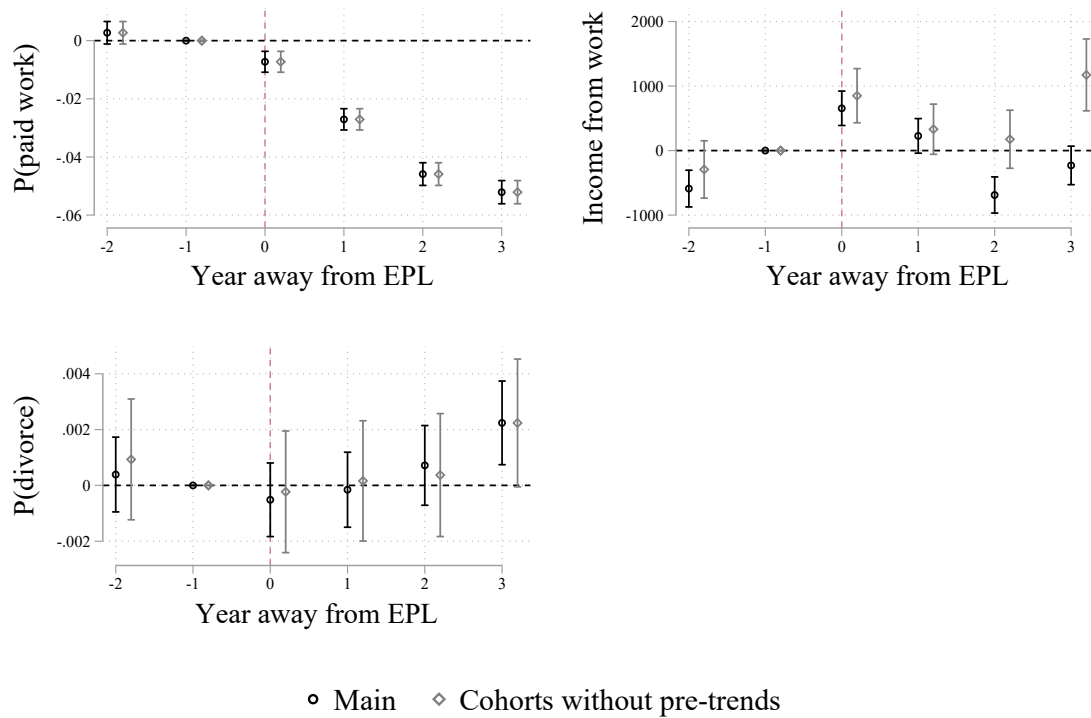 P(paid work)
0
-.02
-.04
-.06
-2 -1 0 1 2 3
Year away from EPL
Income from work
2000
1000
0
-1000
-2 -1 0 1 2 3
Year away from EPL
P(divorce)
.004
.002
0
-.002
-2 -1 0 1 2 3
Year away from EPL
Main Cohorts without pre-trends